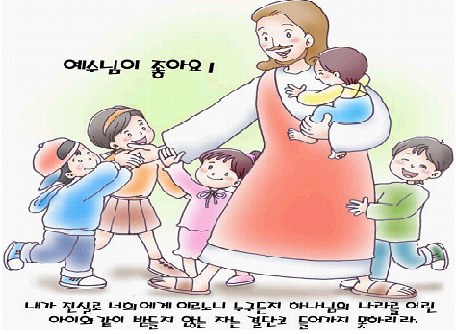 예수님이 좋아요!
내가 진실로 너희에게 이르노니 누구든지 하나님의 나라를 어린
아이와 같이 받들지 않는 자는 결단코 들어가지 못하리라.